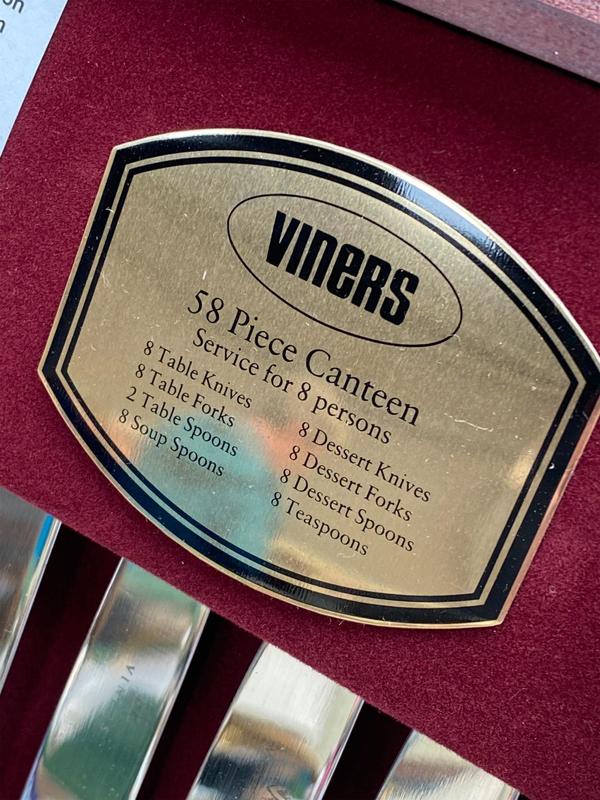 VINERS
58 Piece Canteen
Service for 8 persons
8 Table Knives
8 Table Forks
2 Table Spoons
8 Soup Spoons
8 Dessert Knives
8 Dessert Forks
8 Dessert Spoons
8 Teaspoons